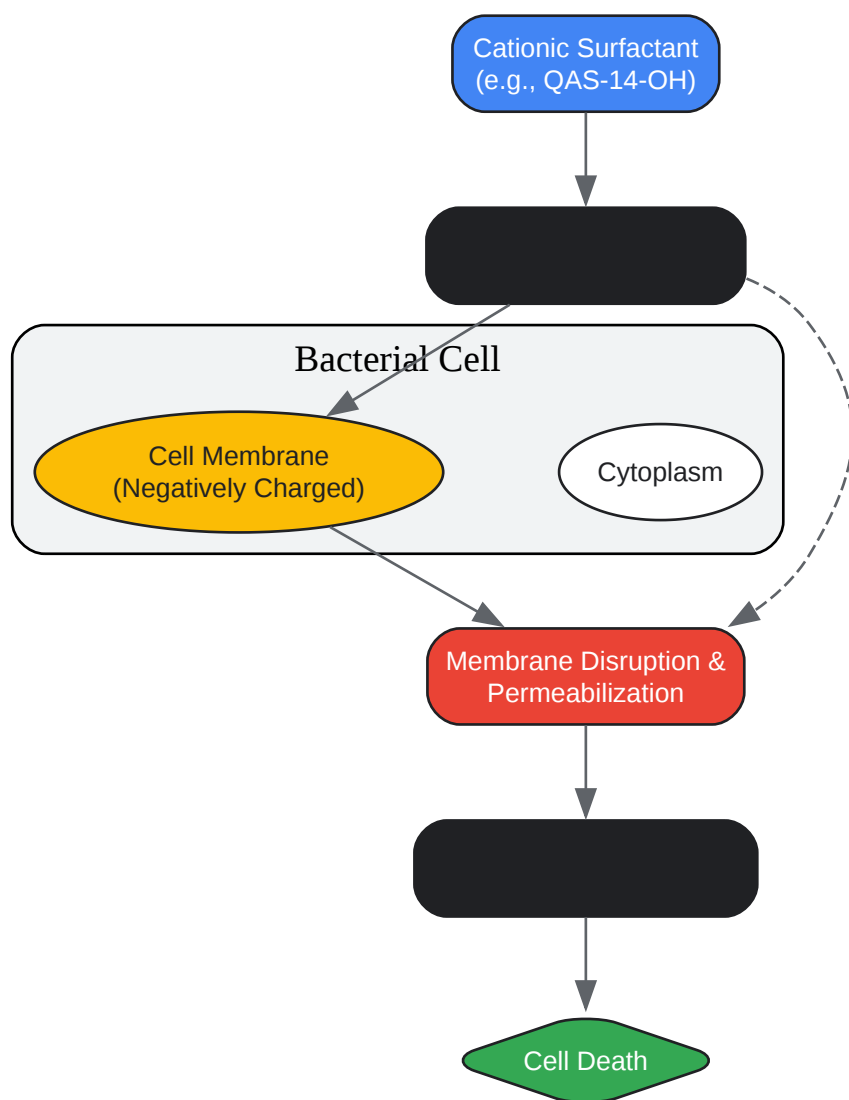 Cationic Surfactant
(e.g., QAS-14-OH)
Bacterial Cell
Cell Membrane
(Negatively Charged)
Cytoplasm
Membrane Disruption &
Permeabilization
Cell Death